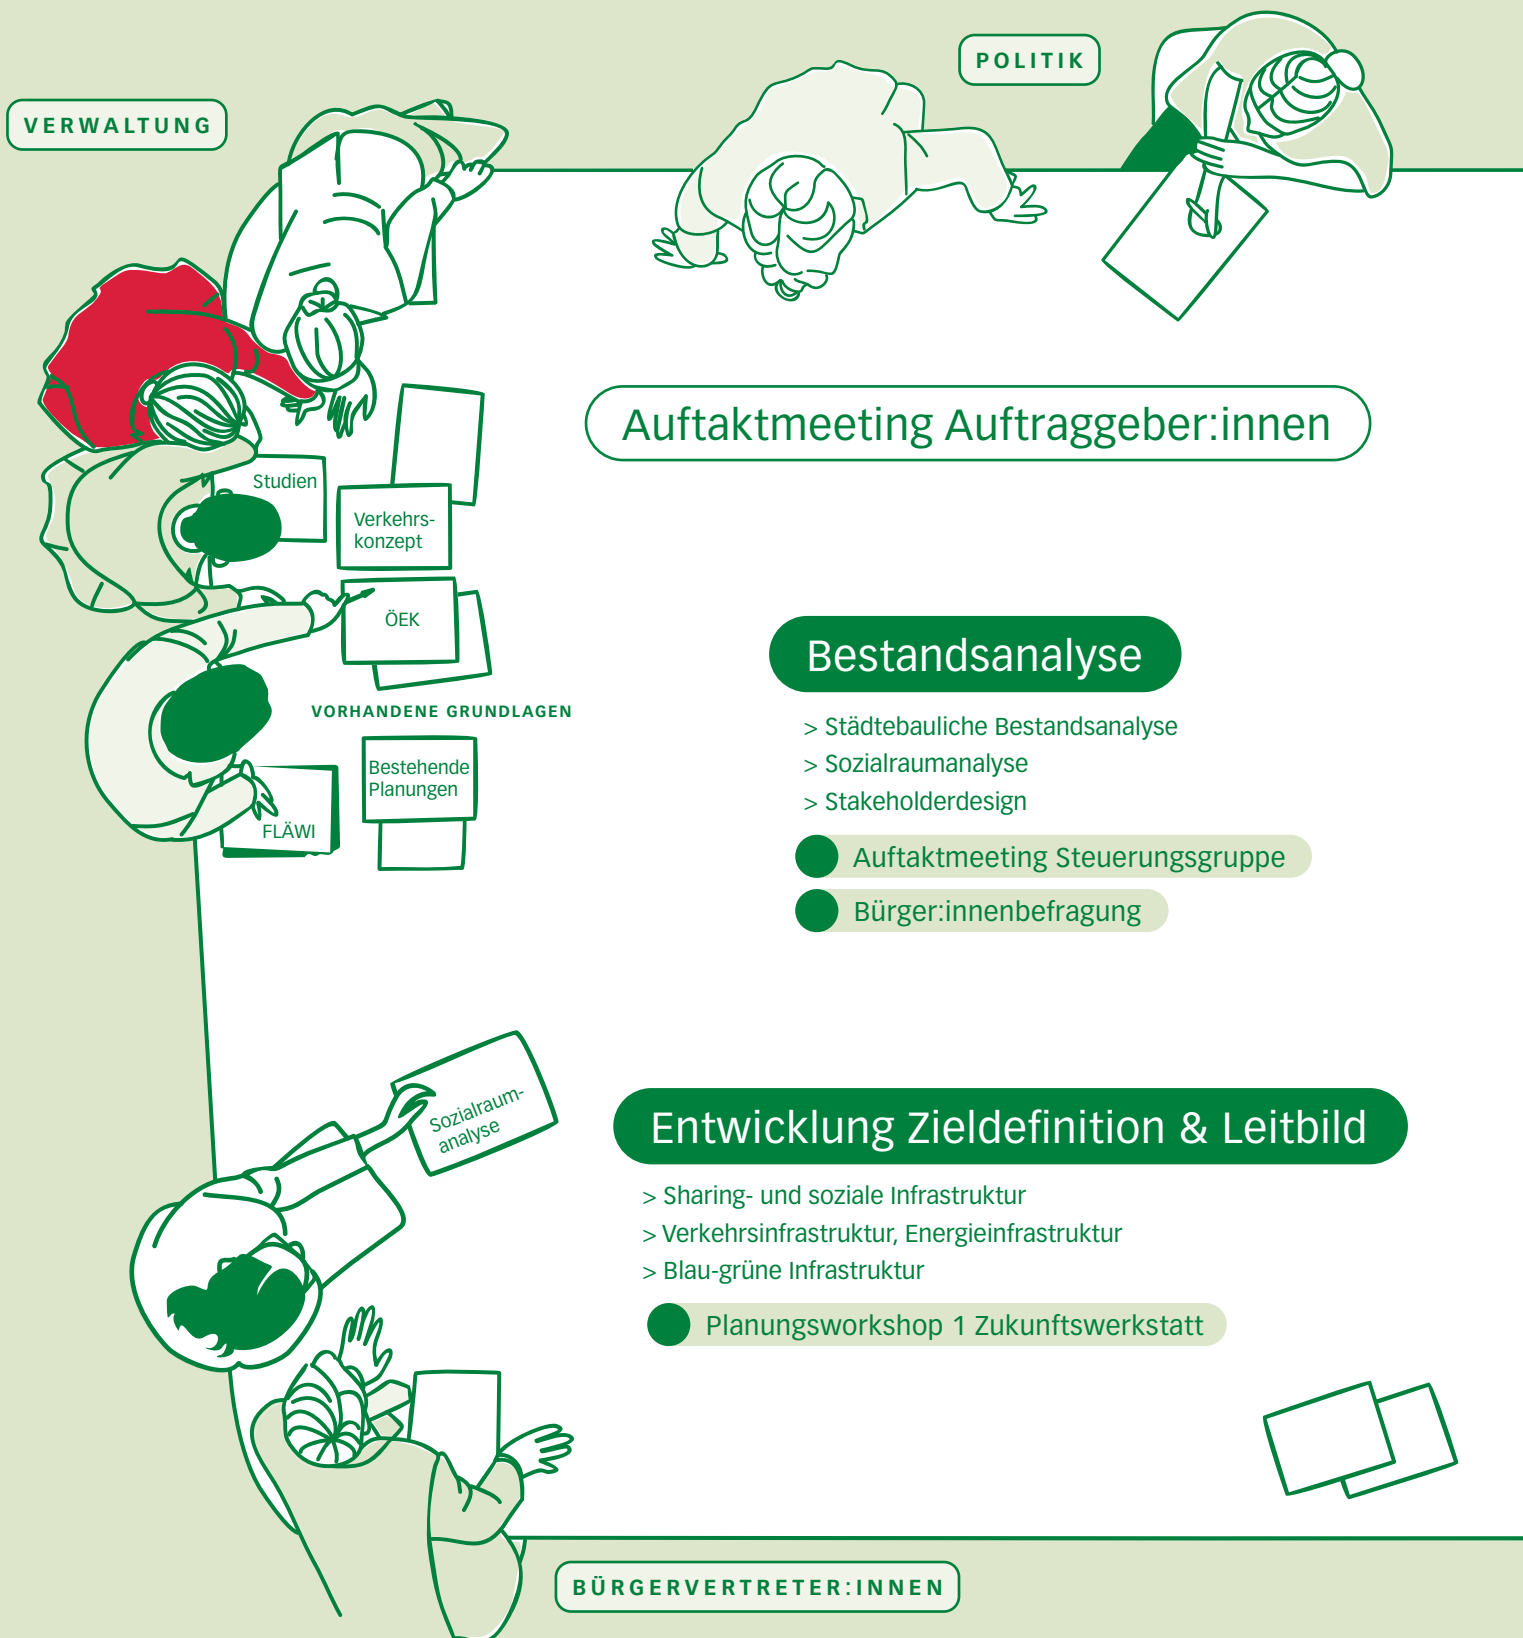 POLITIK
VERWALTUNG
Auftaktmeeting Auftraggeber:innen
Studien
Verkehrs-
konzept
ÖEK
VORHANDENE GRUNDLAGEN
Bestehende
Planungen
FLÄWI
Bestandsanalyse
> Städtebauliche Bestandsanalyse
> Sozialraumanalyse
> Stakeholderdesign
Auftaktmeeting Steuerungsgruppe
Bürger:innenbefragung
Sozialraum-
analyse
Entwicklung Zieldefinition & Leitbild
> Sharing- und soziale Infrastruktur
> Verkehrsinfrastruktur, Energieinfrastruktur
> Blau-grüne Infrastruktur
Planungsworkshop 1 Zukunftswerkstatt
BÜRGERVERTRETER:INNEN